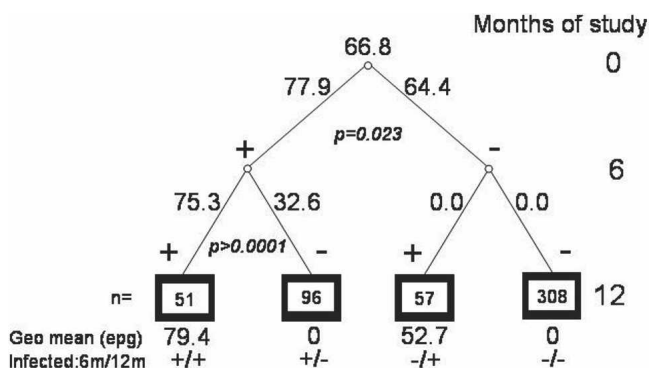 Months of study
66.8
0
77.9 64.4
p=0.023
+ -
6
75.3 32.6 0.0 0.0
p>0.0001
+ - + -
n= 51 96 57 308 12
Geo mean (epg) 79.4 0 52.7 0
Infected:6m/12m +/+ +/- -/+ -/-